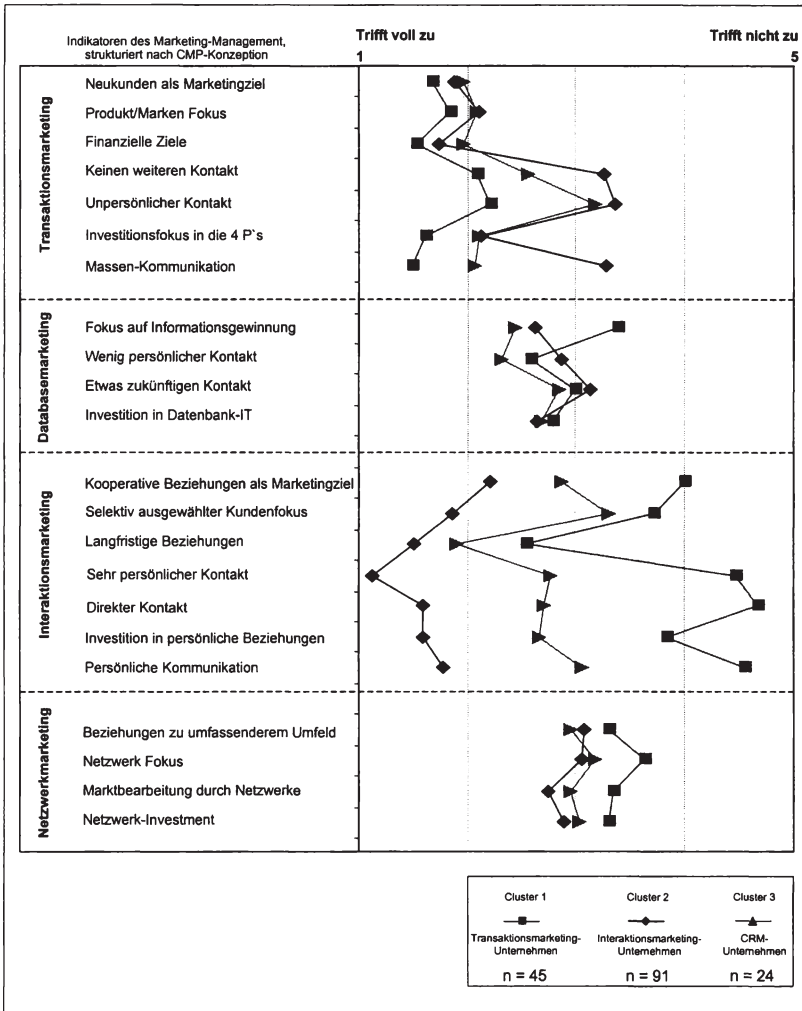 Indikatoren des Marketing-Management,
strukturiert nach CMP-Konzeption
Trifft voll zu
Trifft nicht zu
1
5
Transaktionsmarketing
Neukunden als Marketingziel
Produkt/Marken Fokus
Finanzielle Ziele
Keinen weiteren Kontakt
Unpersönlicher Kontakt
Investitionsfokus in die 4 P`s
Massen-Kommunikation
Databasemarketing
Fokus auf Informationsgewinnung
Wenig persönlicher Kontakt
Etwas zukünftigen Kontakt
Investition in Datenbank-IT
Interaktionsmarketing
Kooperative Beziehungen als Marketingziel
Selektiv ausgewählter Kundenfokus
Langfristige Beziehungen
Sehr persönlicher Kontakt
Direkter Kontakt
Investition in persönliche Beziehungen
Persönliche Kommunikation
Netzwerkmarketing
Beziehungen zu umfassenderem Umfeld
Netzwerk Fokus
Marktbearbeitung durch Netzwerke
Netzwerk-Investment
Cluster 1
Transaktionsmarketing-
Unternehmen
n = 45
Cluster 2
Interaktionsmarketing-
Unternehmen
n = 91
Cluster 3
CRM-
Unternehmen
n = 24